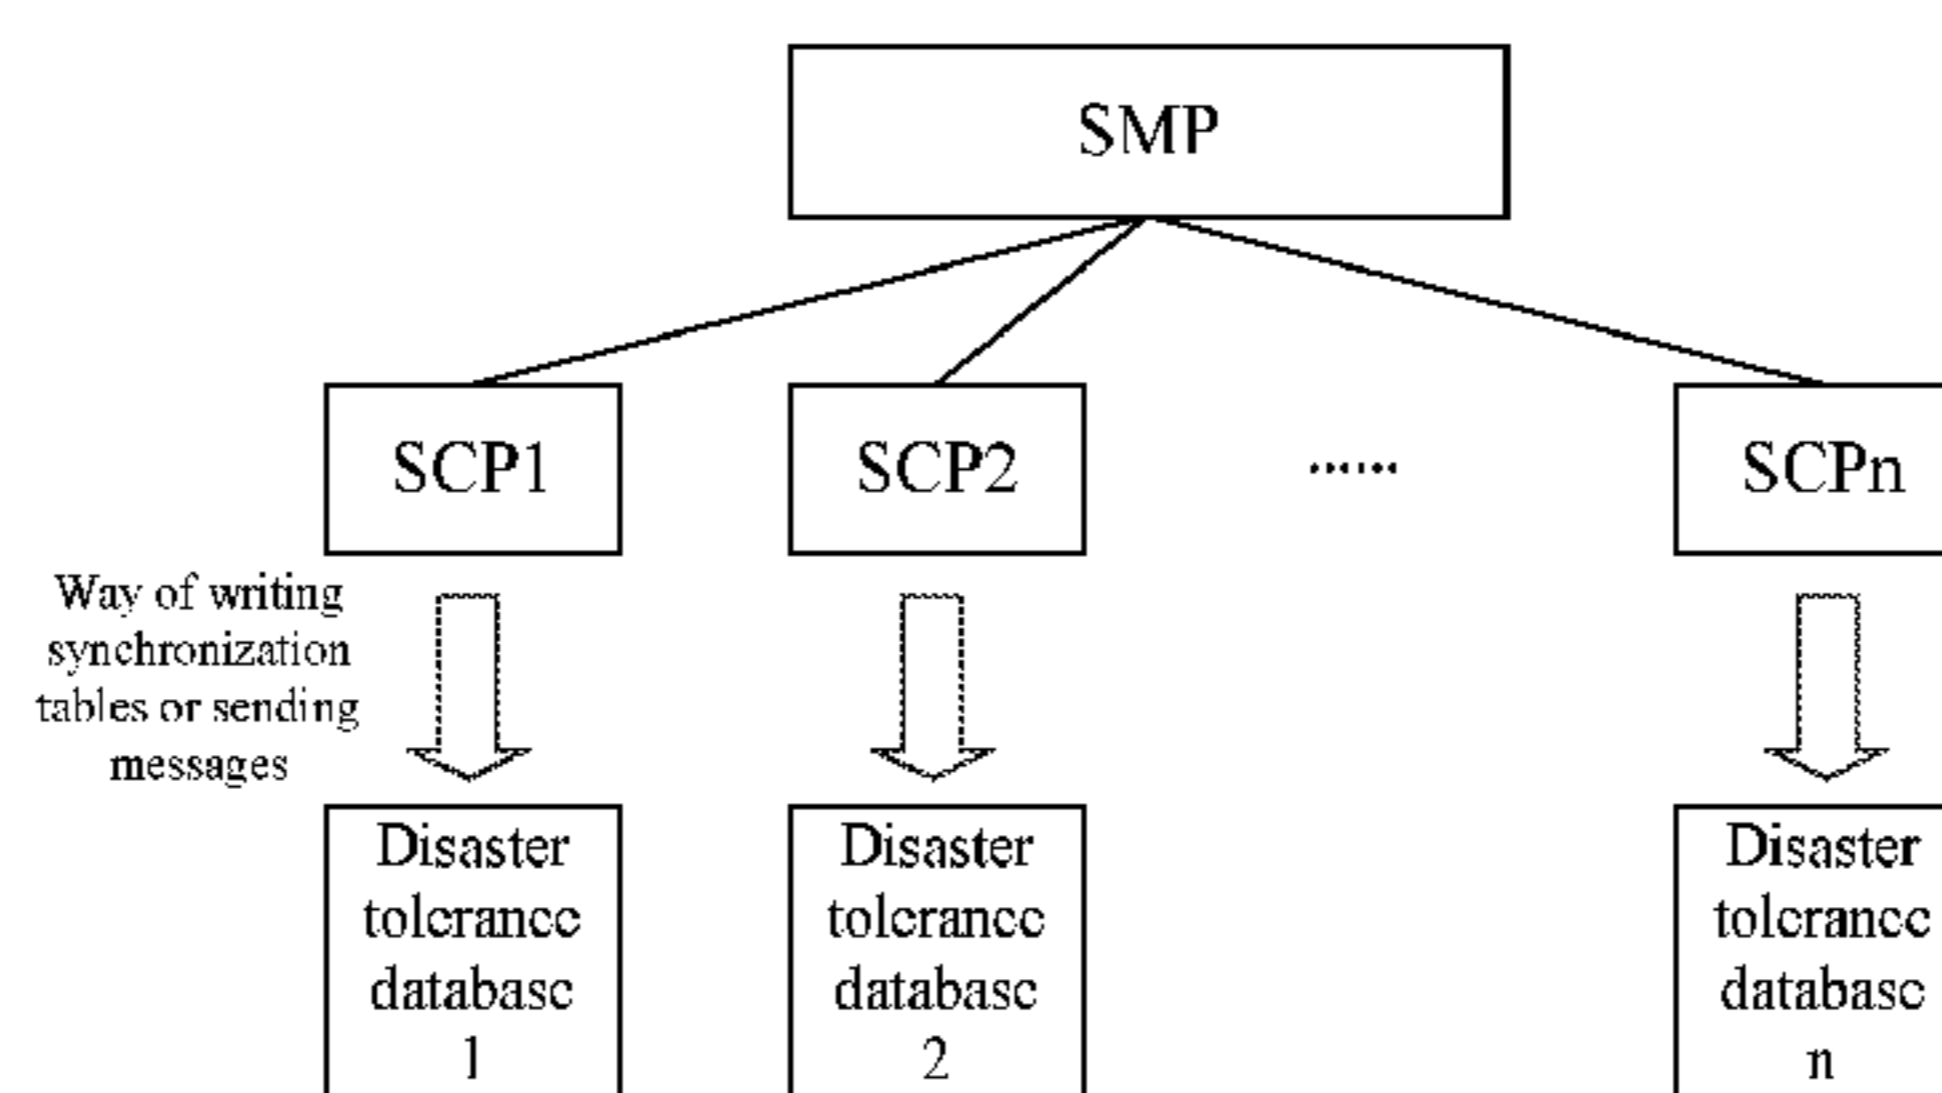 SMP
SCP1
SCP2
......
SCPn
Way of writing
synchronization
tables or sending
messages
Disaster
tolerance
database
1
Disaster
tolerance
database
2
Disaster
tolerance
database
n